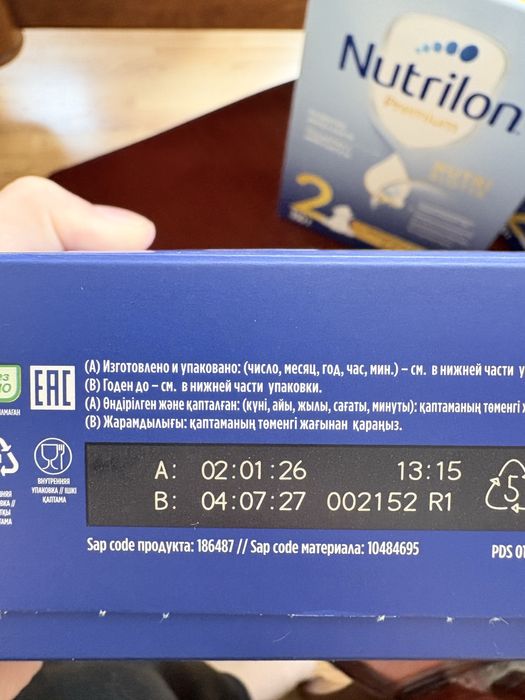 Nutrilon
Premium
NUTRI
2
ЕАС
(А) Изготовлено и упаковано: (число, месяц, год, час, мин.) – см. в нижней части
(В) Годен до – см. в нижней части упаковки.
(А) Өндірілген және қапталған: (күні, айы, жылы, сағаты, минуты): қаптаманың төменгі
(В) Жарамдылығы: қаптаманың төменгі жағынан қараңыз.
ВНУТРЕННЯЯ
УПАКОВКА // ІШКІ
ҚАПТАМА
A: 02:01:26 13:15
B: 04:07:27 002152 R1
5
Sap code продукта: 186487 // Sap code материала: 10484695
PDS